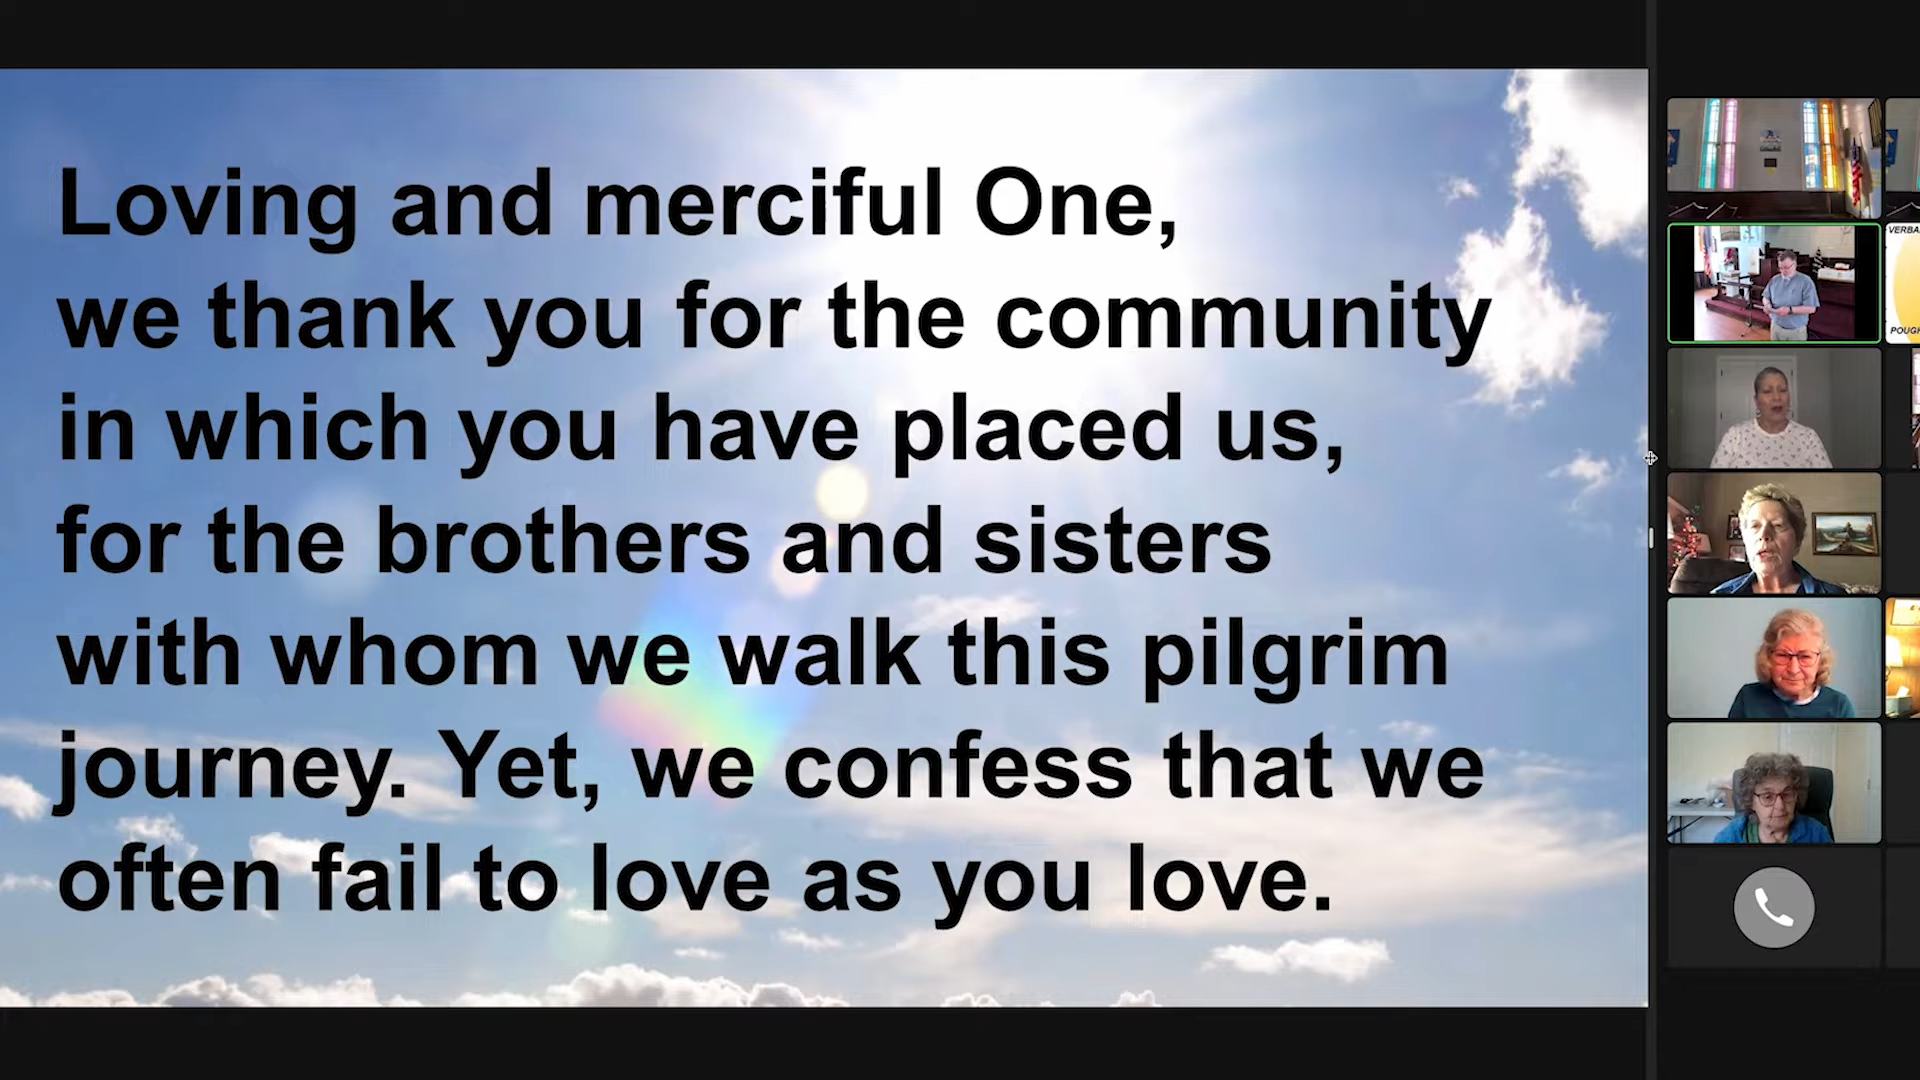 Loving and merciful One,
we thank you for the community
in which you have placed us,
for the brothers and sisters
with whom we walk this pilgrim
journey. Yet, we confess that we
often fail to love as you love.